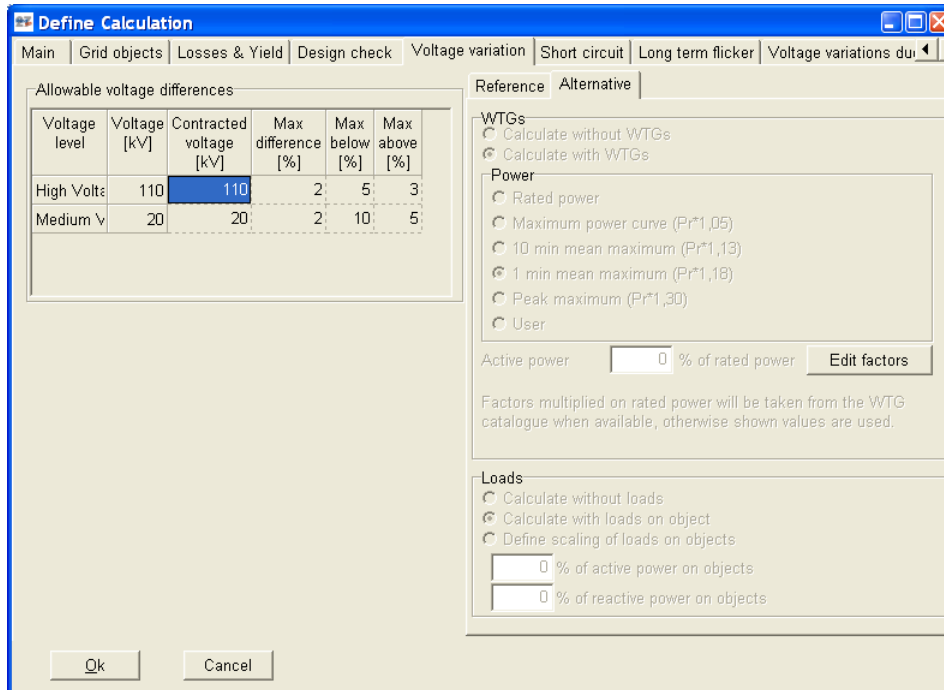 Define Calculation
Main Grid objects Losses & Yield Design check Voltage variation Short circuit Long term flicker Voltage variations du
Allowable voltage differences
Voltage level Voltage [kV] Contracted voltage [kV] Max difference [%] Max below [%] Max above [%]
High Volta 110 110 2 5 3
Medium V 20 20 2 10 5
Reference Alternative
WTGs
Calculate without WTGs
Calculate with WTGs
Power
Rated power
Maximum power curve (Pr*1,05)
10 min mean maximum (Pr*1,13)
1 min mean maximum (Pr*1,18)
Peak maximum (Pr*1,30)
User
Active power 0 % of rated power Edit factors
Factors multiplied on rated power will be taken from the WTG
catalogue when available, otherwise shown values are used.
Loads
Calculate without loads
Calculate with loads on object
Define scaling of loads on objects
0 % of active power on objects
0 % of reactive power on objects
Ok Cancel